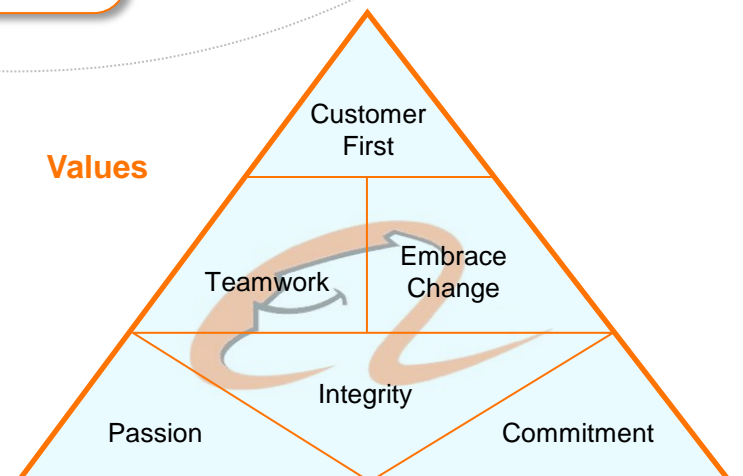 Customer
First
Values
Teamwork
Embrace
Change
Integrity
Passion
Commitment